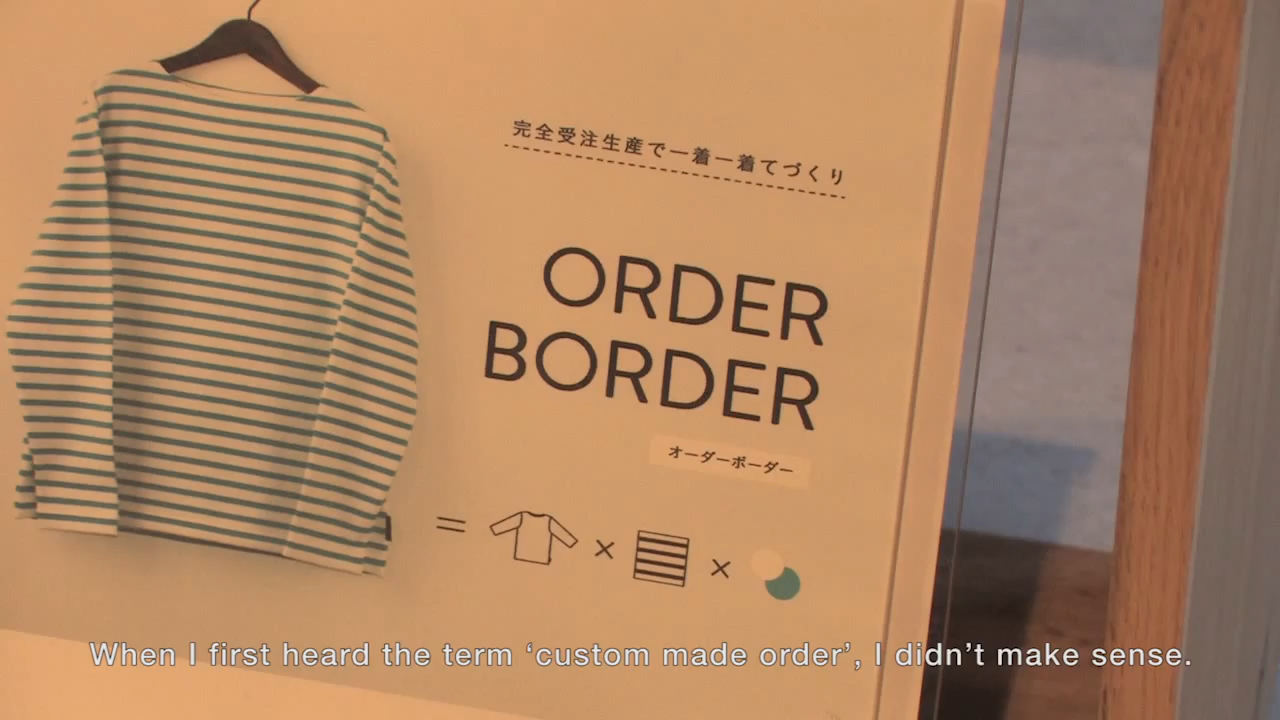 完全受注生産で一着一着てづくり
ORDER
BORDER
オーダーボーダー
= × ×
When I first heard the term ‘custom made order’, I didn’t make sense.